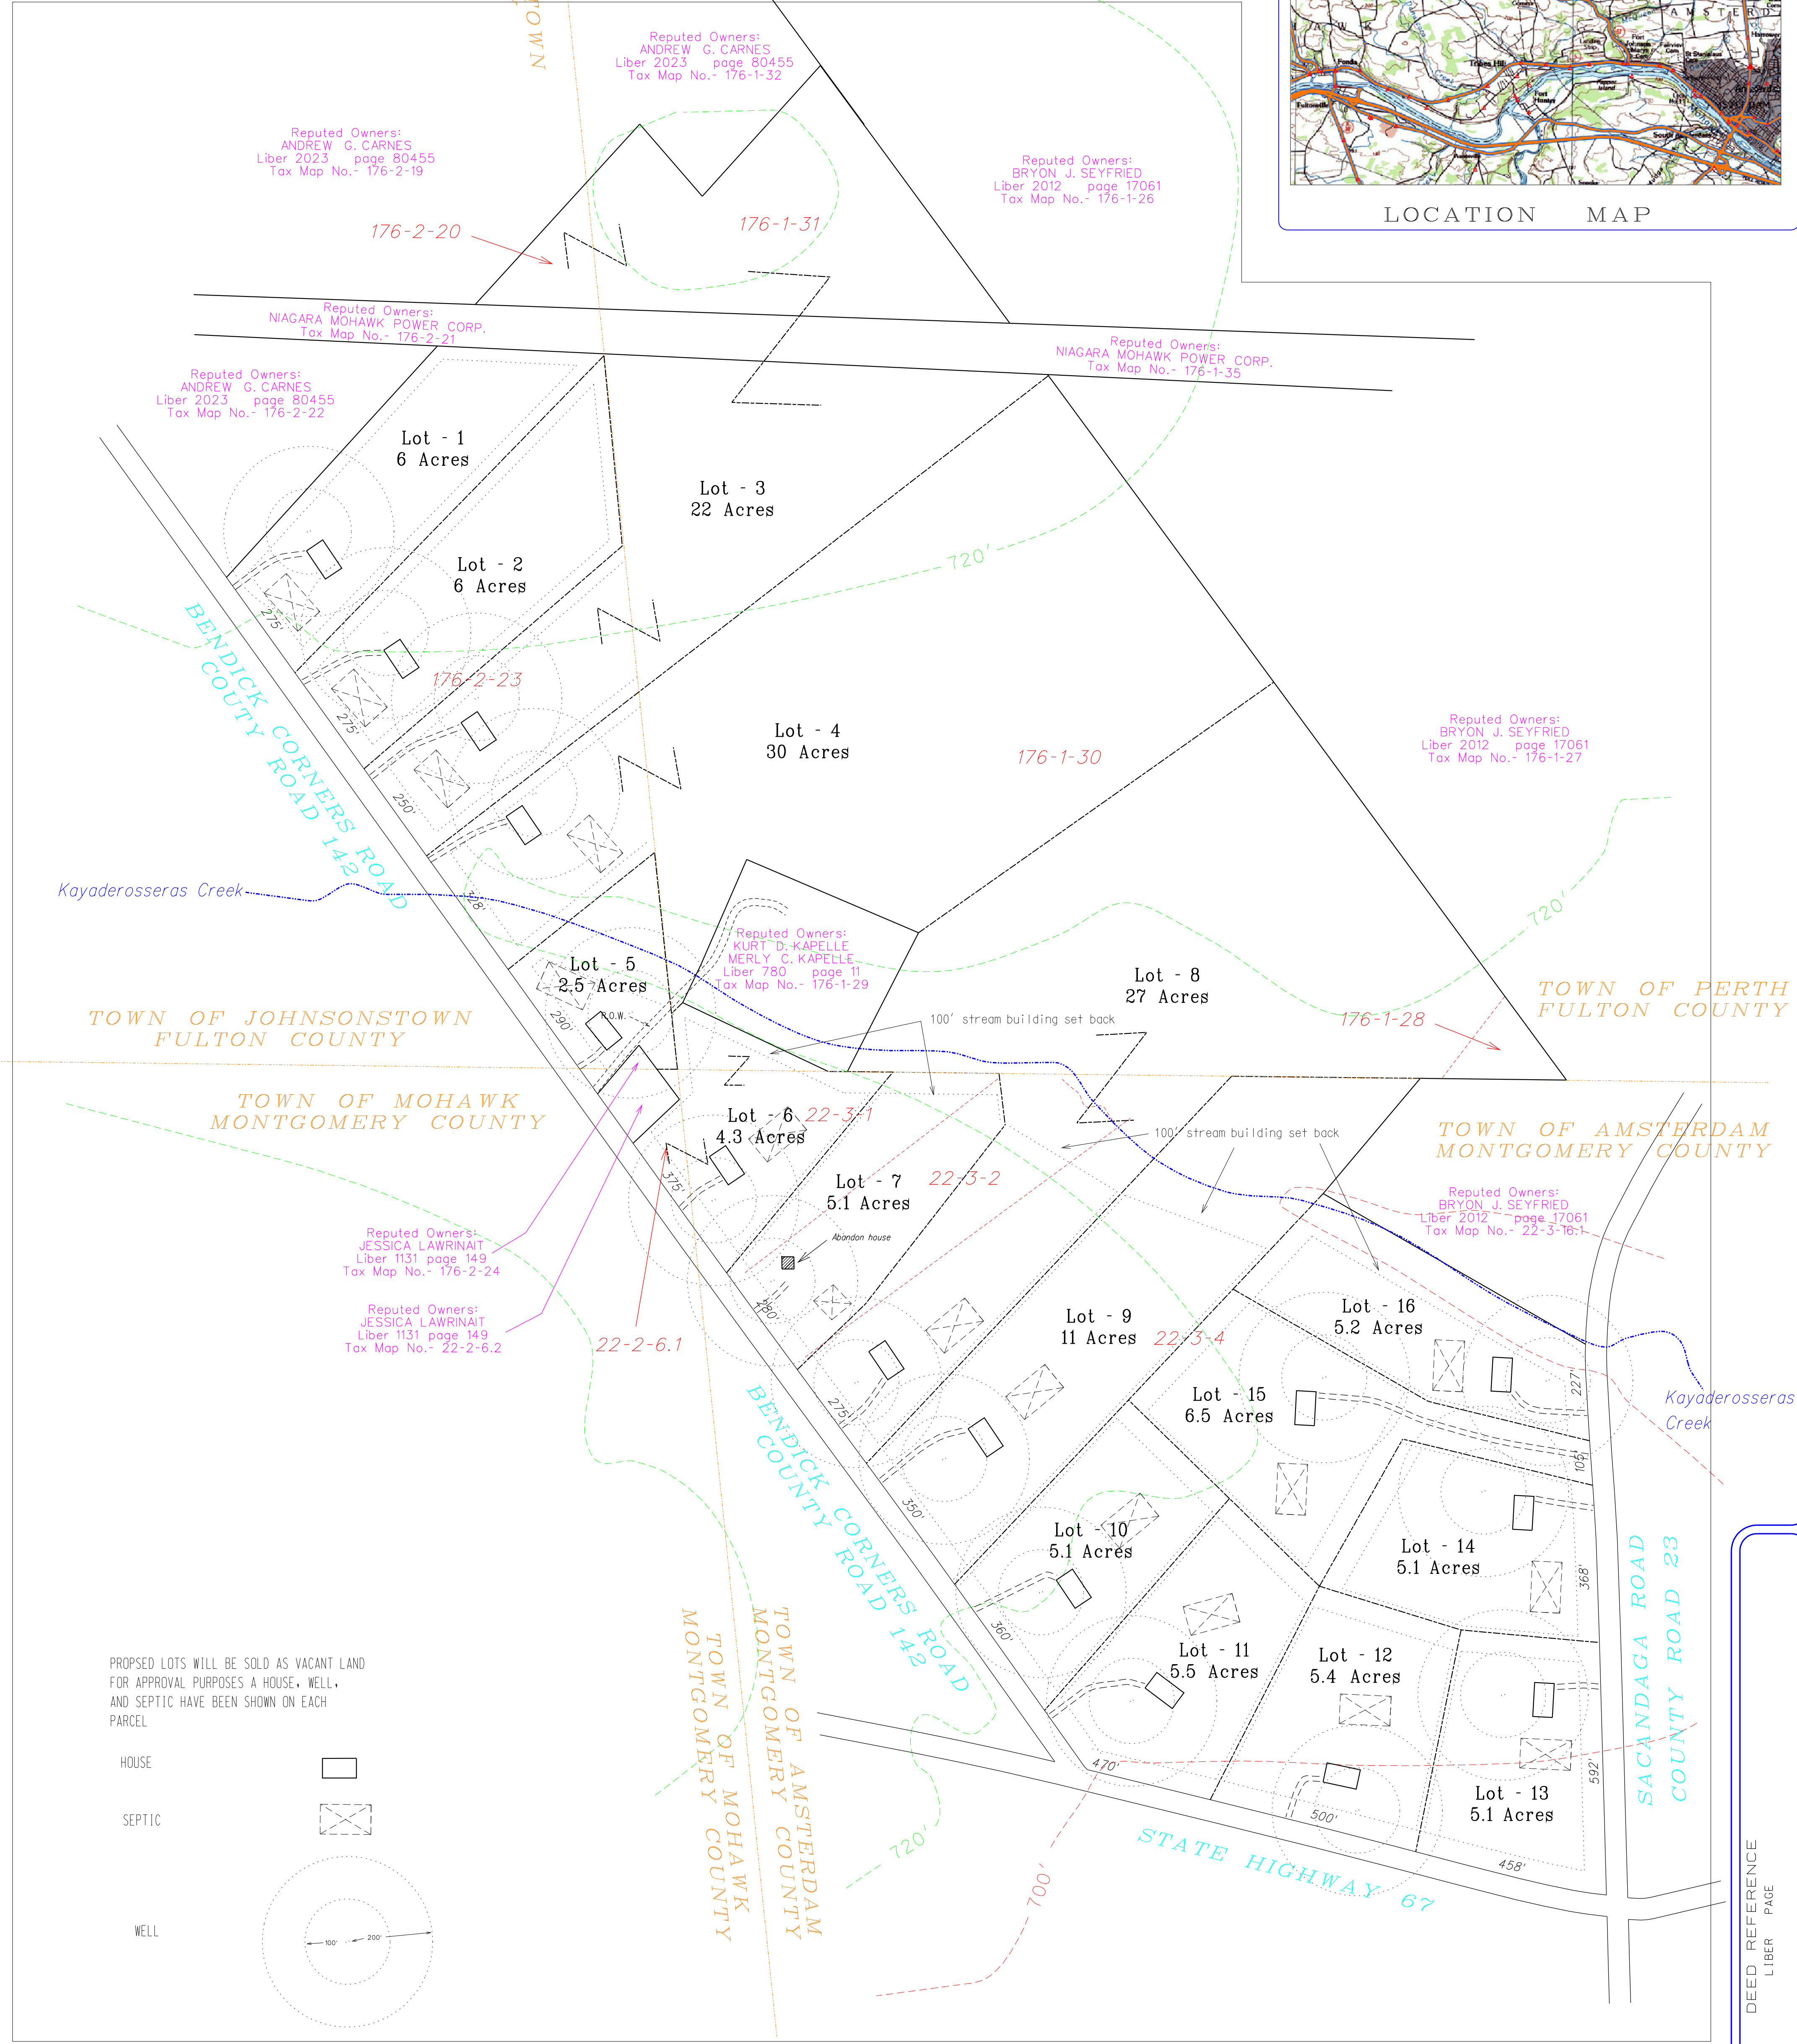 TOWN
Reputed Owners:
ANDREW G. CARNES
Liber 2023 page 80455
Tax Map No.- 176-1-32
Reputed Owners:
ANDREW G. CARNES
Liber 2023 page 80455
Tax Map No.- 176-2-19
Reputed Owners:
BRYON J. SEYFRIED
Liber 2012 page 17061
Tax Map No.- 176-1-26
Fonda
Tribes Hill
Fort
Hunter
Fultonville
LOCATION MAP
176-2-20
176-1-31
Reputed Owners:
NIAGARA MOHAWK POWER CORP.
Tax Map No.- 176-2-21
Reputed Owners:
NIAGARA MOHAWK POWER CORP.
Tax Map No.- 176-1-35
Reputed Owners:
ANDREW G. CARNES
Liber 2023 page 80455
Tax Map No.- 176-2-22
Lot - 1
6 Acres
Lot - 3
22 Acres
Lot - 2
6 Acres
720'
275'
BENDICK CORNERS ROAD
COUTY ROAD 142
176-2-23
275'
250'
Lot - 4
30 Acres
176-1-30
Reputed Owners:
BRYON J. SEYFRIED
Liber 2012 page 17061
Tax Map No.- 176-1-27
Kayaderosseras Creek
328'
720'
Reputed Owners:
KURT D. KAPELLE
MERLY C. KAPELLE
Liber 780 page 11
Tax Map No.- 176-1-29
Lot - 5
2.5 Acres
R.O.W.
290'
Lot - 8
27 Acres
100' stream building set back
176-1-28
TOWN OF PERTH
FULTON COUNTY
TOWN OF JOHNSONSTOWN
FULTON COUNTY
TOWN OF MOHAWK
MONTGOMERY COUNTY
Lot - 6
4.3 Acres
22-3-1
100' stream building set back
TOWN OF AMSTERDAM
MONTGOMERY COUNTY
375'
Lot - 7
5.1 Acres
22-3-2
Reputed Owners:
BRYON J. SEYFRIED
Liber 2012 page 17061
Tax Map No.- 22-3-16.1
Abandon house
Reputed Owners:
JESSICA LAWRINAIT
Liber 1131 page 149
Tax Map No.- 176-2-24
Reputed Owners:
JESSICA LAWRINAIT
Liber 1131 page 149
Tax Map No.- 22-2-6.2
22-2-6.1
280'
Lot - 9
11 Acres
22-3-4
Lot - 16
5.2 Acres
227'
Kayaderosseras
Creek
Lot - 15
6.5 Acres
275'
BENDICK CORNERS ROAD
COUNTY ROAD 142
105'
350'
Lot - 10
5.1 Acres
Lot - 14
5.1 Acres
368'
SACANDAGA ROAD
COUNTY ROAD 23
360'
Lot - 11
5.5 Acres
Lot - 12
5.4 Acres
TOWN OF AMSTERDAM
MONTGOMERY COUNTY
TOWN OF MOHAWK
MONTGOMERY COUNTY
PROPSED LOTS WILL BE SOLD AS VACANT LAND
FOR APPROVAL PURPOSES A HOUSE, WELL,
AND SEPTIC HAVE BEEN SHOWN ON EACH
PARCEL
HOUSE
SEPTIC
WELL
100'
200'
470'
500'
592'
Lot - 13
5.1 Acres
458'
STATE HIGHWAY 67
720'
700'
DEED REFERENCE
LIBER PAGE